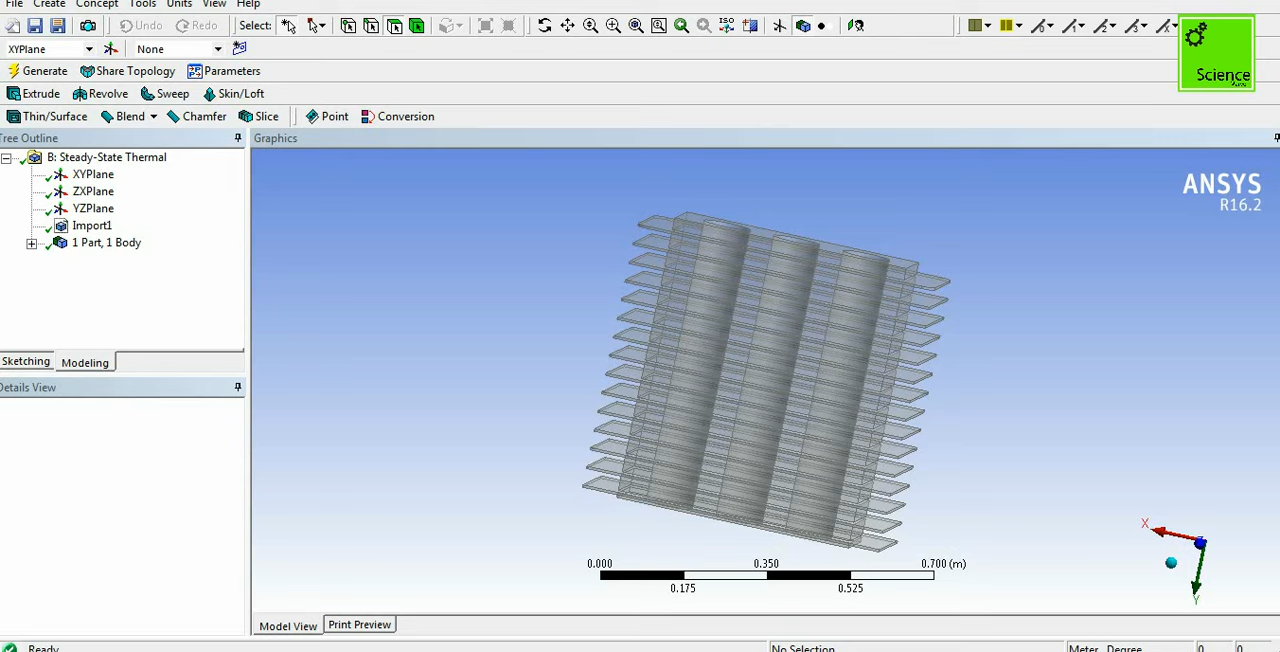 File Create Concept Tools Units View Help
Undo Redo Select: ISO
XYPlane None
Generate Share Topology Parameters
Extrude Revolve Sweep Skin/Loft
Thin/Surface Blend Chamfer Slice Point Conversion
Tree Outline
B: Steady-State Thermal
XYPlane
ZXPlane
YZPlane
Import1
1 Part, 1 Body
Sketching Modeling
Details View
Graphics
Science
ANSYS
R16.2
0.000 0.350 0.700 (m)
0.175 0.525
X
Y
Model View Print Preview
Ready No Selection Meter Degree 0 0